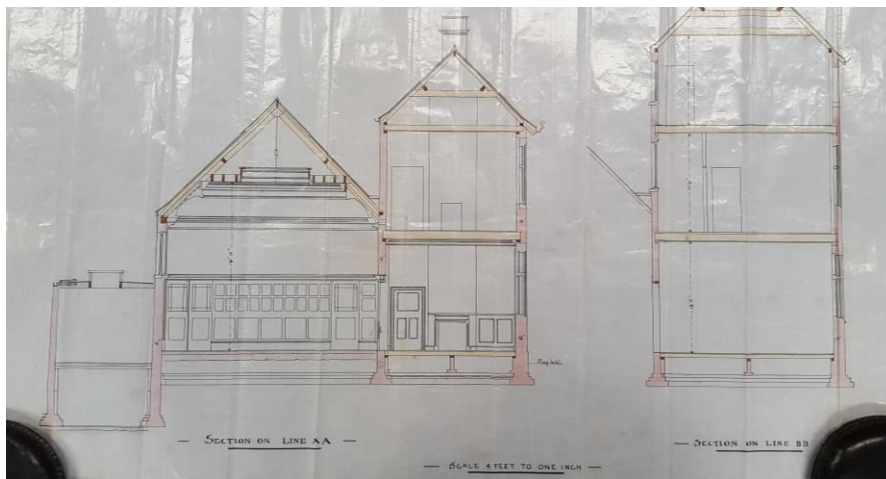 SECTION ON LINE AA
SECTION ON LINE BB
SCALE 4 FEET TO ONE INCH